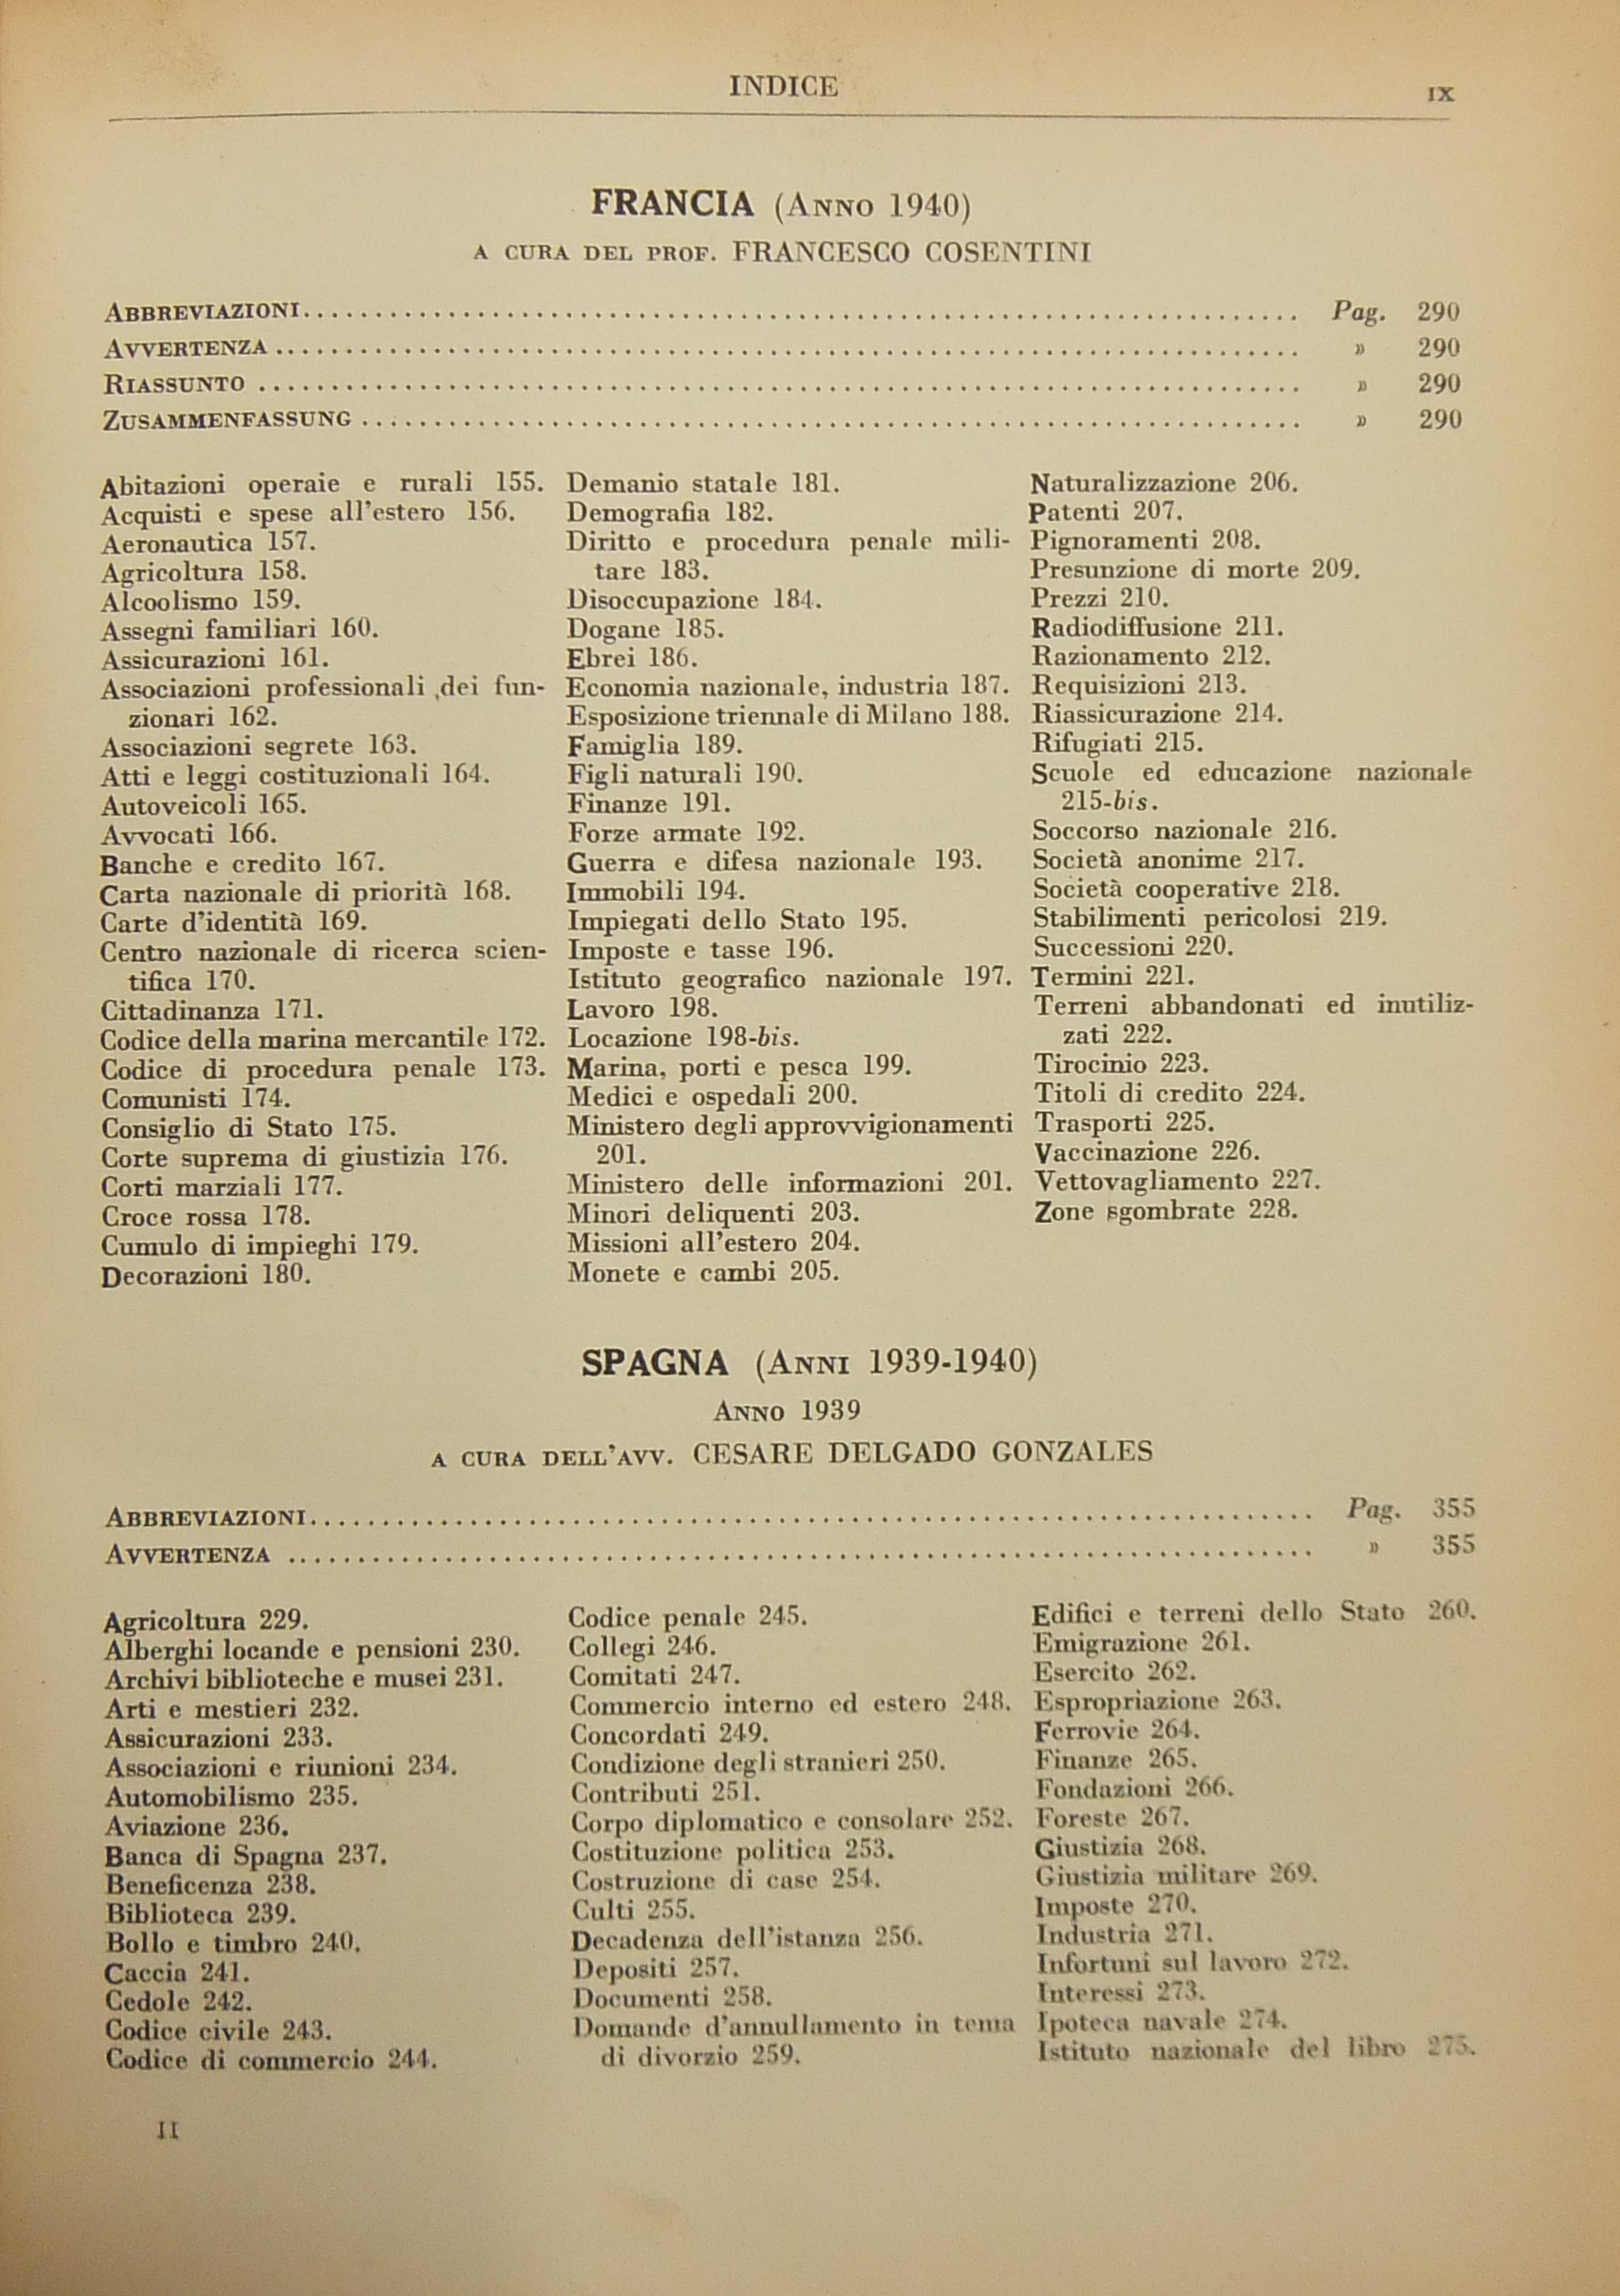 INDICE
IX
FRANCIA (Anno 1940)
A CURA DEL PROF. FRANCESCO COSENTINI
Abbreviazioni. Pag. 290
Avvertenza » 290
Riassunto » 290
Zusammenfassung » 290
Abitazioni operaie e rurali 155.
Acquisti e spese all'estero 156.
Aeronautica 157.
Agricoltura 158.
Alcoolismo 159.
Assegni familiari 160.
Assicurazioni 161.
Associazioni professionali dei fun-
zionari 162.
Associazioni segrete 163.
Atti e leggi costituzionali 164.
Autoveicoli 165.
Avvocati 166.
Banche e credito 167.
Carta nazionale di priorità 168.
Carte d'identità 169.
Centro nazionale di ricerca scien-
tifica 170.
Cittadinanza 171.
Codice della marina mercantile 172.
Codice di procedura penale 173.
Comunisti 174.
Consiglio di Stato 175.
Corte suprema di giustizia 176.
Corti marziali 177.
Croce rossa 178.
Cumulo di impieghi 179.
Decorazioni 180.
Demanio statale 181.
Demografia 182.
Diritto e procedura penale mili-
tare 183.
Disoccupazione 184.
Dogane 185.
Ebrei 186.
Economia nazionale, industria 187.
Esposizione triennale di Milano 188.
Famiglia 189.
Figli naturali 190.
Finanze 191.
Forze armate 192.
Guerra e difesa nazionale 193.
Immobili 194.
Impiegati dello Stato 195.
Imposte e tasse 196.
Istituto geografico nazionale 197.
Lavoro 198.
Locazione 198-bis.
Marina, porti e pesca 199.
Medici e ospedali 200.
Ministero degli approvvigionamenti
201.
Ministero delle informazioni 201.
Minori deliquenti 203.
Missioni all'estero 204.
Monete e cambi 205.
Naturalizzazione 206.
Patenti 207.
Pignoramenti 208.
Presunzione di morte 209.
Prezzi 210.
Radiodiffusione 211.
Razionamento 212.
Requisizioni 213.
Riassicurazione 214.
Rifugiati 215.
Scuole ed educazione nazionale
215-bis.
Soccorso nazionale 216.
Società anonime 217.
Società cooperative 218.
Stabilimenti pericolosi 219.
Successioni 220.
Termini 221.
Terreni abbandonati ed inutiliz-
zati 222.
Tirocinio 223.
Titoli di credito 224.
Trasporti 225.
Vaccinazione 226.
Vettovagliamento 227.
Zone sgombrate 228.
SPAGNA (Anni 1939-1940)
Anno 1939
A CURA DELL'AVV. CESARE DELGADO GONZALES
Abbreviazioni. Pag. 355
Avvertenza » 355
Agricoltura 229.
Alberghi locande e pensioni 230.
Archivi biblioteche e musei 231.
Arti e mestieri 232.
Assicurazioni 233.
Associazioni e riunioni 234.
Automobilismo 235.
Aviazione 236.
Banca di Spagna 237.
Beneficenza 238.
Biblioteca 239.
Bollo e timbro 240.
Caccia 241.
Cedole 242.
Codice civile 243.
Codice di commercio 244.
Codice penale 245.
Collegi 246.
Comitati 247.
Commercio interno ed estero 248.
Concordati 249.
Condizione degli stranieri 250.
Contributi 251.
Corpo diplomatico e consolare 252.
Costituzione politica 253.
Costruzione di case 254.
Culti 255.
Decadenza dell'istanza 256.
Depositi 257.
Documenti 258.
Domande d'annullamento in tema
di divorzio 259.
Edifici e terreni dello Stato 260.
Emigrazione 261.
Esercito 262.
Espropriazione 263.
Ferrovie 264.
Finanze 265.
Fondazioni 266.
Foreste 267.
Giustizia 268.
Giustizia militare 269.
Imposte 270.
Industria 271.
Infortuni sul lavoro 272.
Interessi 273.
Ipoteca navale 274.
Istituto nazionale del libro 275.
II